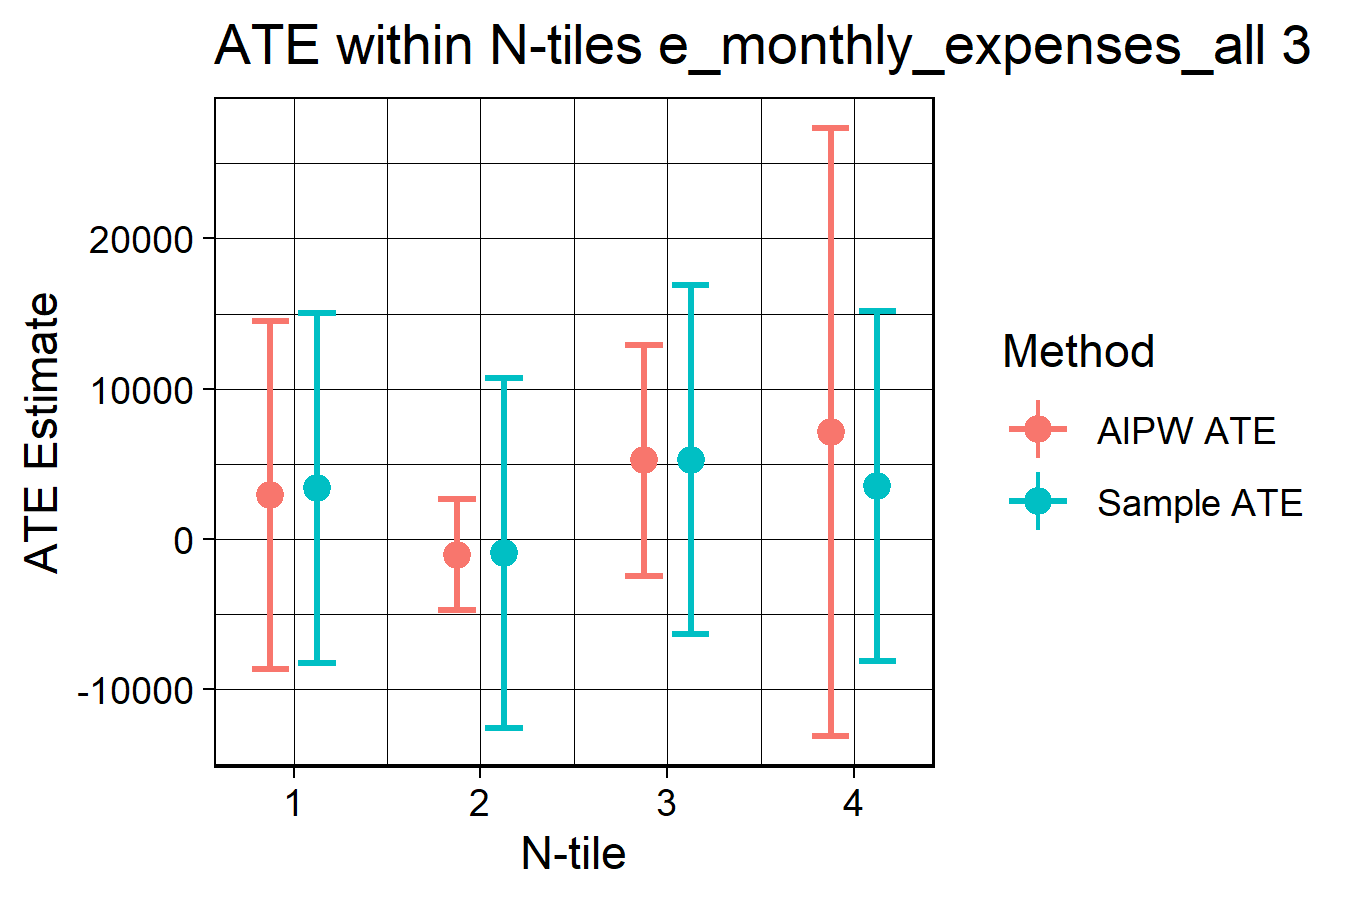 ATE within N-tiles e_monthly_expenses_all 3
ATE Estimate
20000
10000
0
-10000
1 2 3 4
N-tile
Method
AIPW ATE
Sample ATE